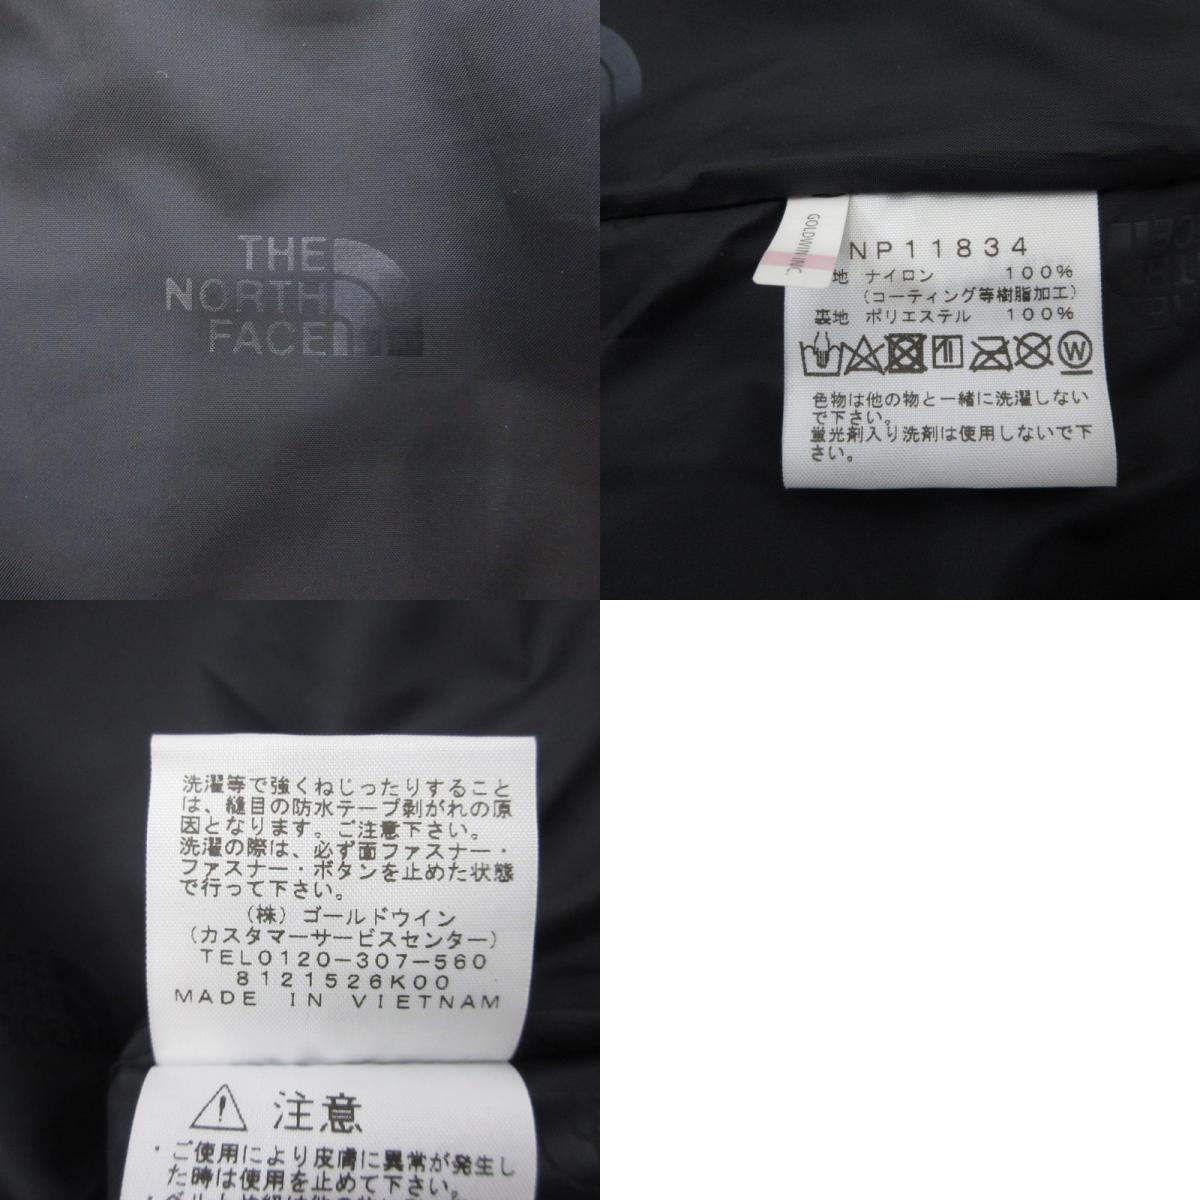 THE
NORTH
FACE
GOLDWIN INC.
NP11834
地 ナイロン 100%
(コーティング等樹脂加工)
裏地 ポリエステル 100%
W
色物は他の物と一緒に洗濯しない
で下さい。
蛍光剤入り洗剤は使用しないで下
さい。
洗濯等で強くねじったりすること
は、縫目の防水テープ剥がれの原
因となります。ご注意下さい。
洗濯の際は、必ず面ファスナー・
ファスナー・ボタンを止めた状態
で行って下さい。
(株)ゴールドウイン
(カスタマーサービスセンター)
TEL0120-307-560
8121526K00
MADE IN VIETNAM
注意
・ご使用により皮膚に異常が発生し
た時は使用を止めて下さい。